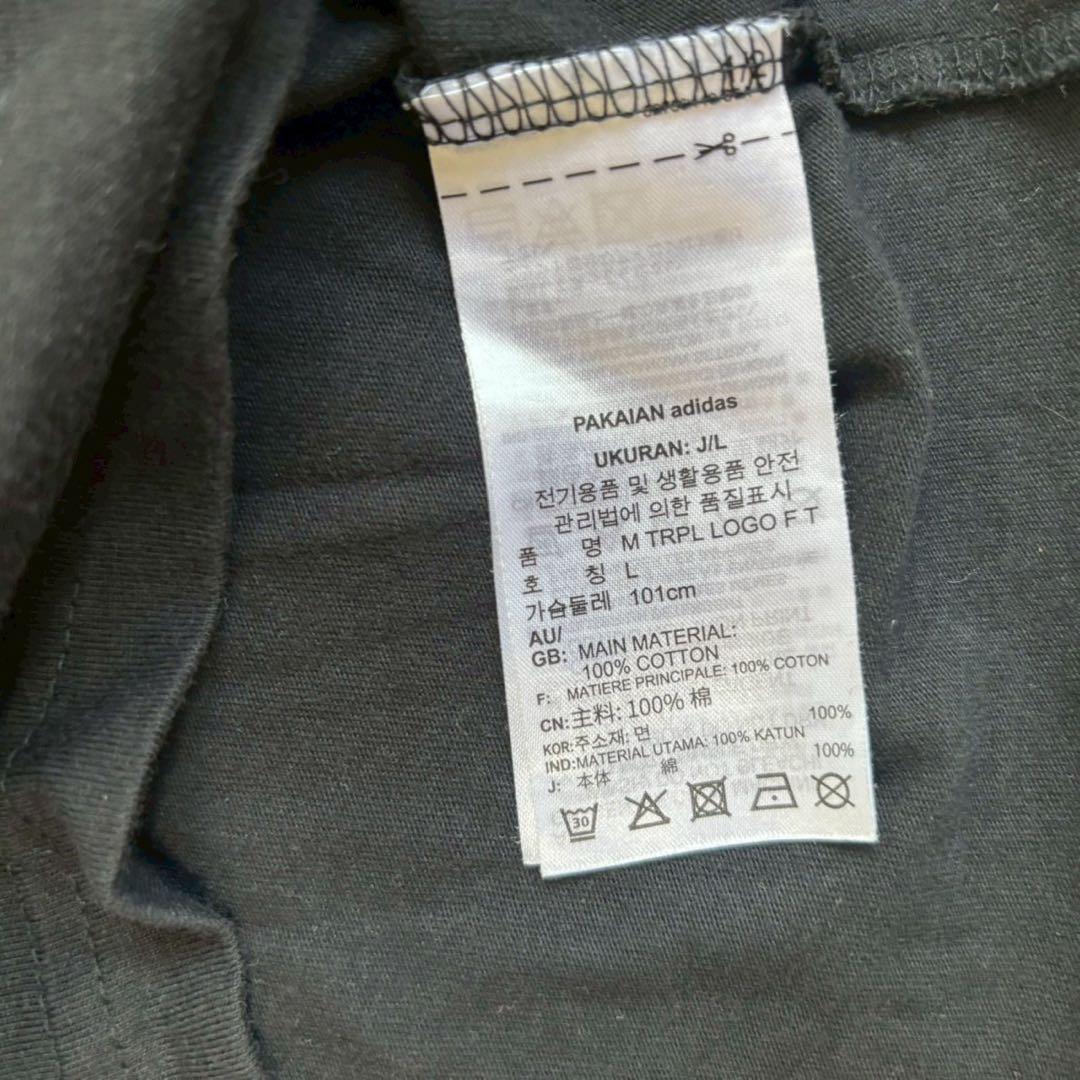 PAKAIAN adidas
UKURAN: J/L
전기용품 및 생활용품 안전
관리법에 의한 품질표시
품 명 M TRPL LOGO F T
호 칭 L
가슴둘레 101cm
AU/
GB: MAIN MATERIAL:
100% COTTON
F: MATIERE PRINCIPALE: 100% COTON
CN:主料: 100% 棉
KOR:주소재: 면 100%
IND:MATERIAL UTAMA: 100% KATUN
J: 本体 綿 100%
30